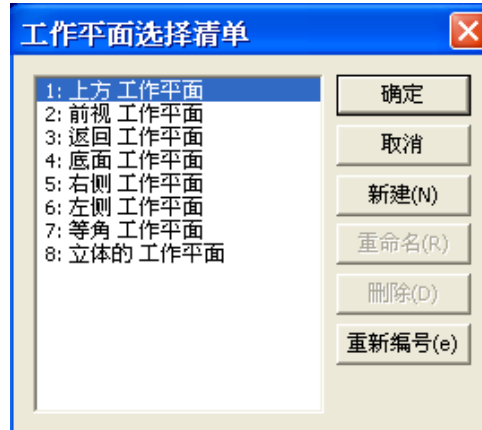 工作平面选择清单
1: 上方 工作平面
2: 前视 工作平面
3: 返回 工作平面
4: 底面 工作平面
5: 右侧 工作平面
6: 左侧 工作平面
7: 等角 工作平面
8: 立体的 工作平面
确定
取消
新建(N)
重命名(R)
删除(D)
重新编号(e)